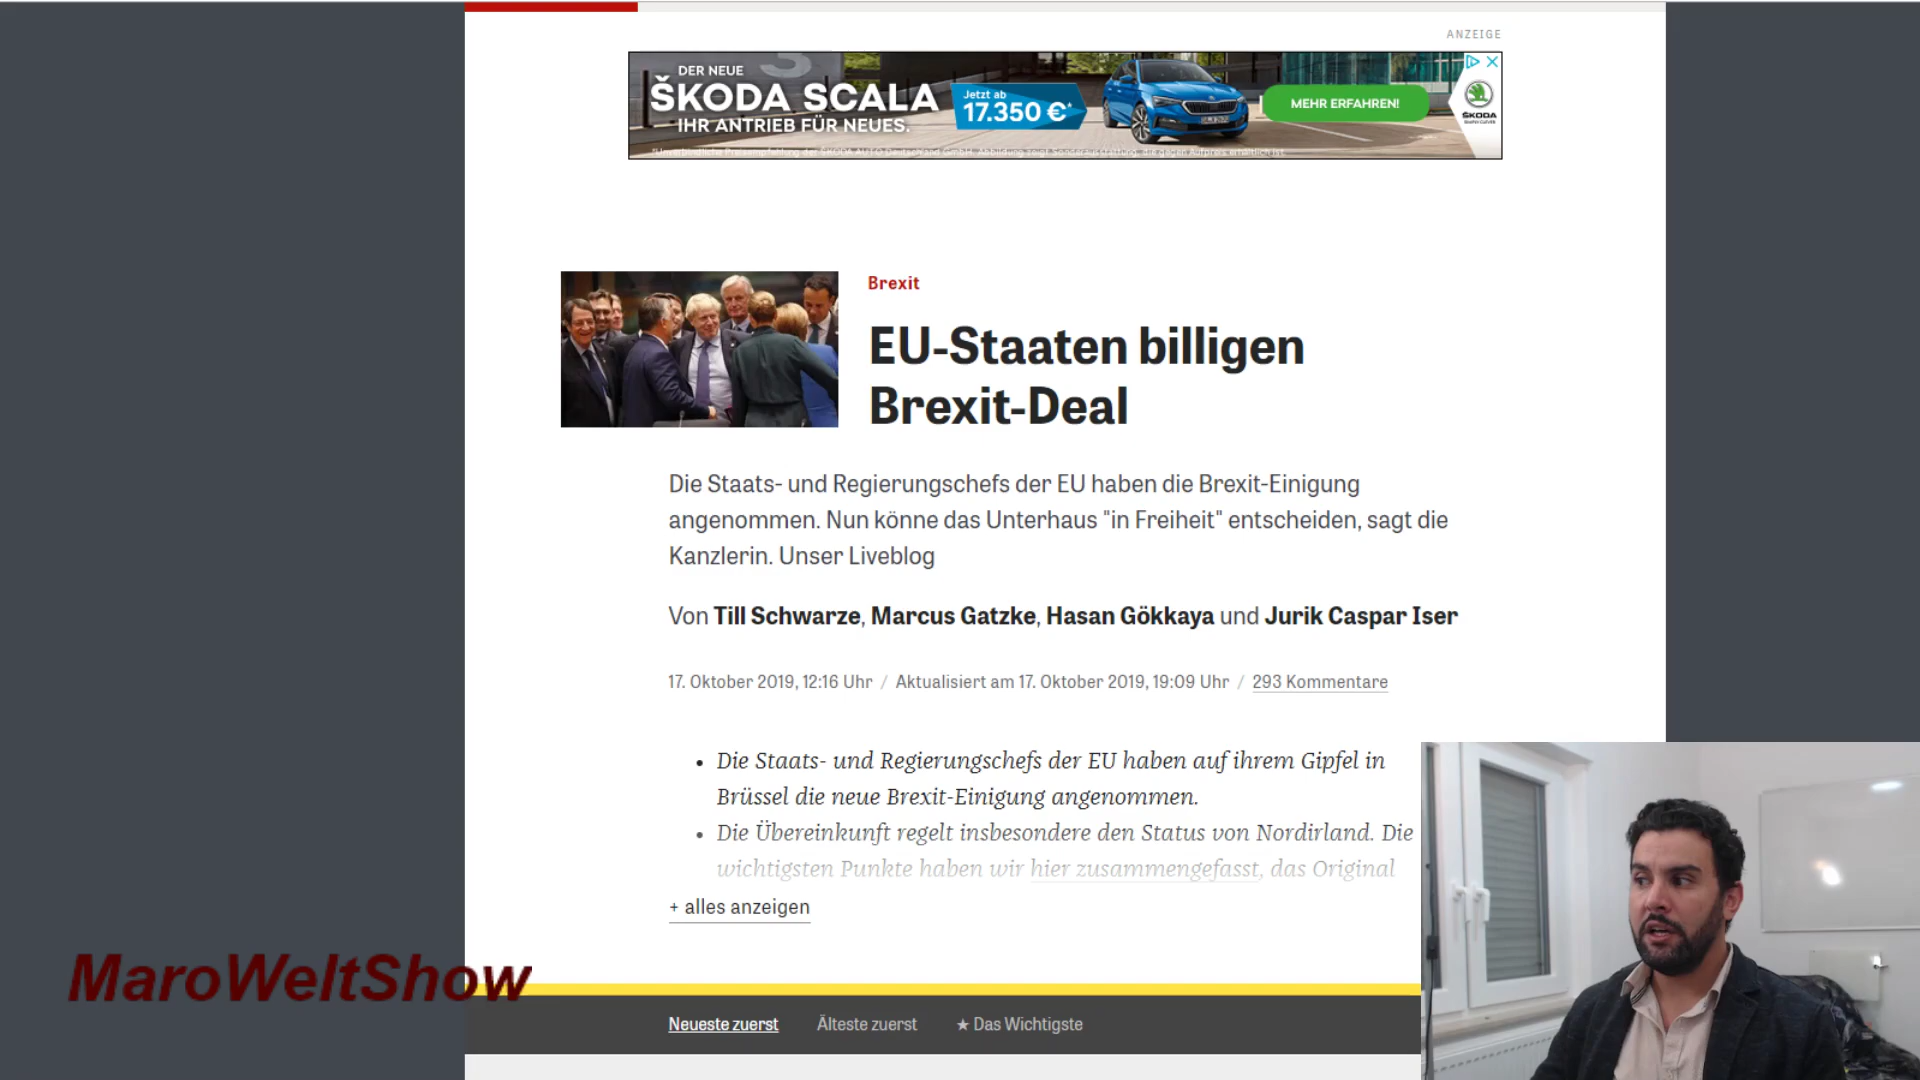 ANZEIGE
DER NEUE
ŠKODA SCALA
IHR ANTRIEB FÜR NEUES.
Jetzt ab
17.350 €*
MEHR ERFAHREN!
ŠKODA
Brexit
EU-Staaten billigen
Brexit-Deal
Die Staats- und Regierungschefs der EU haben die Brexit-Einigung
angenommen. Nun könne das Unterhaus "in Freiheit" entscheiden, sagt die
Kanzlerin. Unser Liveblog
Von Till Schwarze, Marcus Gatzke, Hasan Gökkaya und Jurik Caspar Iser
17. Oktober 2019, 12:16 Uhr / Aktualisiert am 17. Oktober 2019, 19:09 Uhr / 293 Kommentare
• Die Staats- und Regierungschefs der EU haben auf ihrem Gipfel in
Brüssel die neue Brexit-Einigung angenommen.
• Die Übereinkunft regelt insbesondere den Status von Nordirland. Die
wichtigsten Punkte haben wir hier zusammengefasst, das Original
+ alles anzeigen
MaroWeltShow
Neueste zuerst Älteste zuerst ★ Das Wichtigste